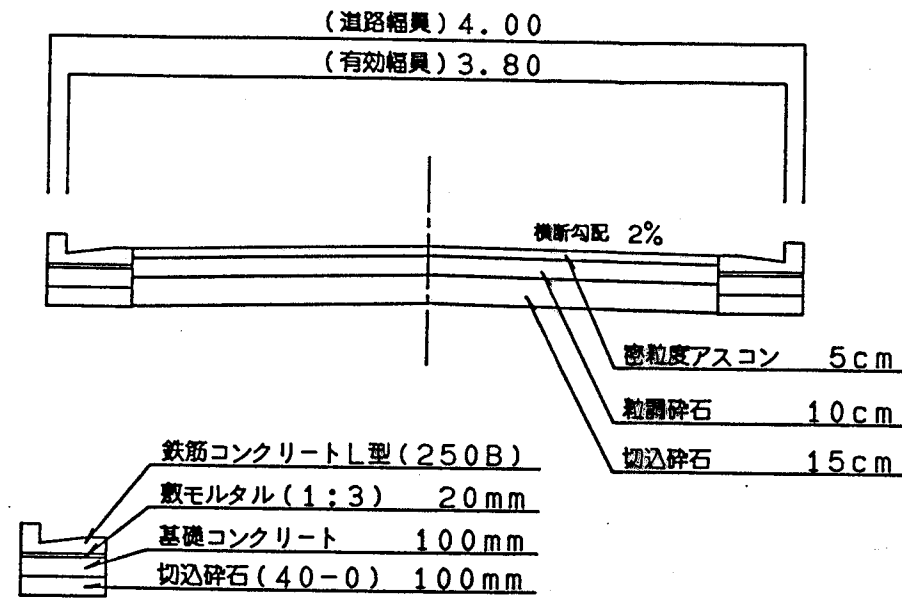 (道路幅員)4.00
(有効幅員)3.80
横断勾配 2%
密粒度アスコン 5cm
粒調砕石 10cm
切込砕石 15cm
鉄筋コンクリートL型(250B)
敷モルタル(1:3) 20mm
基礎コンクリート 100mm
切込砕石(40-0) 100mm